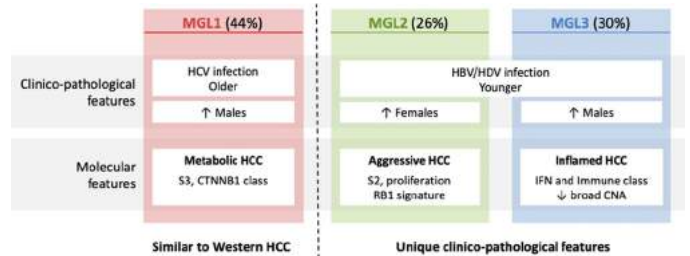 MGL1 (44%)
MGL2 (26%)
MGL3 (30%)
Clinico-pathological
features
HCV infection
Older
↑ Males
HBV/HDV infection
Younger
↑ Females
↑ Males
Molecular
features
Metabolic HCC
S3, CTNNB1 class
Aggressive HCC
S2, proliferation
RB1 signature
Inflamed HCC
IFN and Immune class
↓ broad CNA
Similar to Western HCC
Unique clinico-pathological features